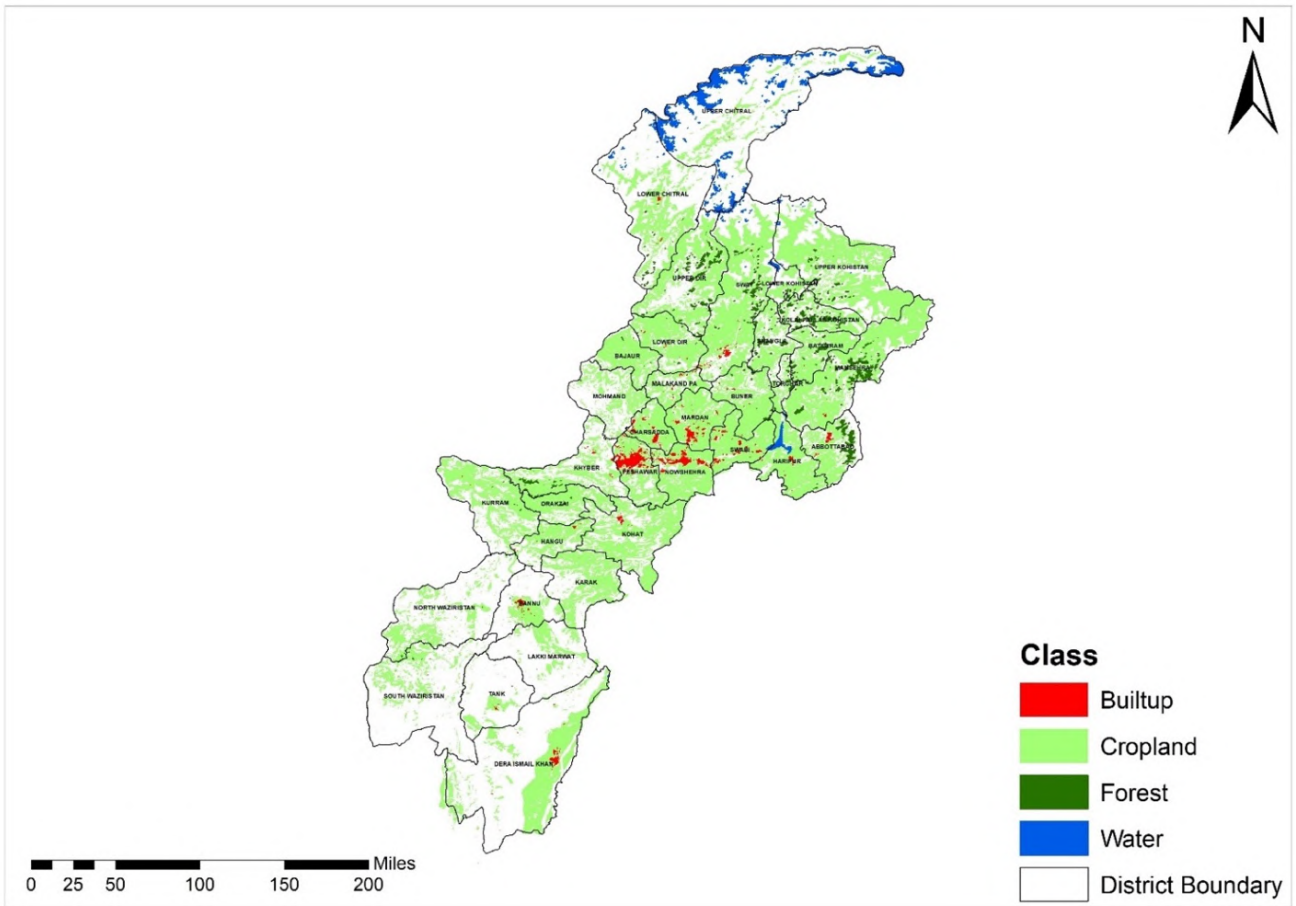 N
UPPER CHITRAL
LOWER CHITRAL
UPPER DIR
SWAT
LOWER KOHISTAN
UPPER KOHISTAN
LOWER DIR
SHANGLA
BATAGRAM
BAJAUR
MANSEHRA
MALAKAND PA
TORGHAR
MOHMAND
BUNER
MARDAN
CHARSADDA
SWABI
ABBOTTABAD
HARIPUR
KHYBER
PESHAWAR
NOWSHEHRA
KURRAM
ORAKZAI
KOHAT
HANGU
KARAK
NORTH WAZIRISTAN
BANNU
LAKKI MARWAT
SOUTH WAZIRISTAN
TANK
DERA ISMAIL KHAN
Class
Builtup
Cropland
Forest
Water
District Boundary
Miles
0 25 50 100 150 200